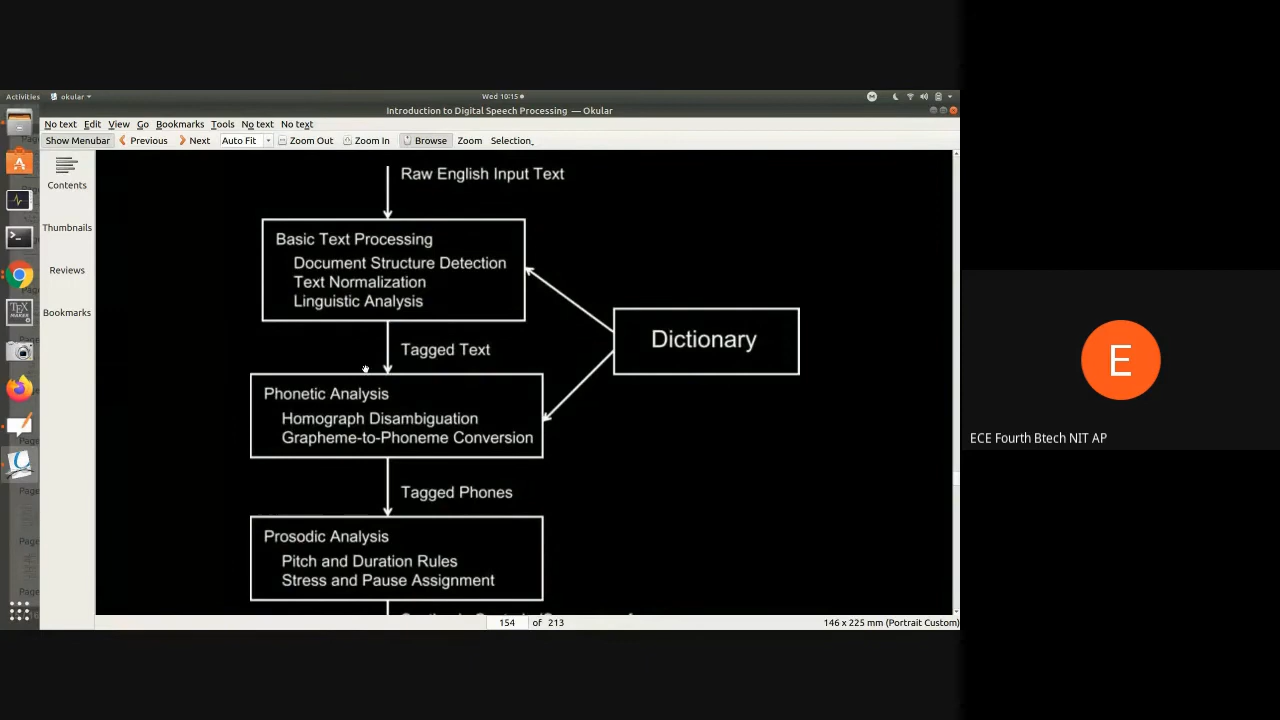 Activities okular Wed 10:15
Introduction to Digital Speech Processing — Okular
No text Edit View Go Bookmarks Tools No text No text
Show Menubar Previous Next Auto Fit Zoom Out Zoom In Browse Zoom Selection
Contents
Thumbnails
Reviews
Bookmarks
Raw English Input Text
Basic Text Processing
Document Structure Detection
Text Normalization
Linguistic Analysis
Dictionary
Tagged Text
Phonetic Analysis
Homograph Disambiguation
Grapheme-to-Phoneme Conversion
Tagged Phones
Prosodic Analysis
Pitch and Duration Rules
Stress and Pause Assignment
154 of 213
146 x 225 mm (Portrait Custom)
E
ECE Fourth Btech NIT AP